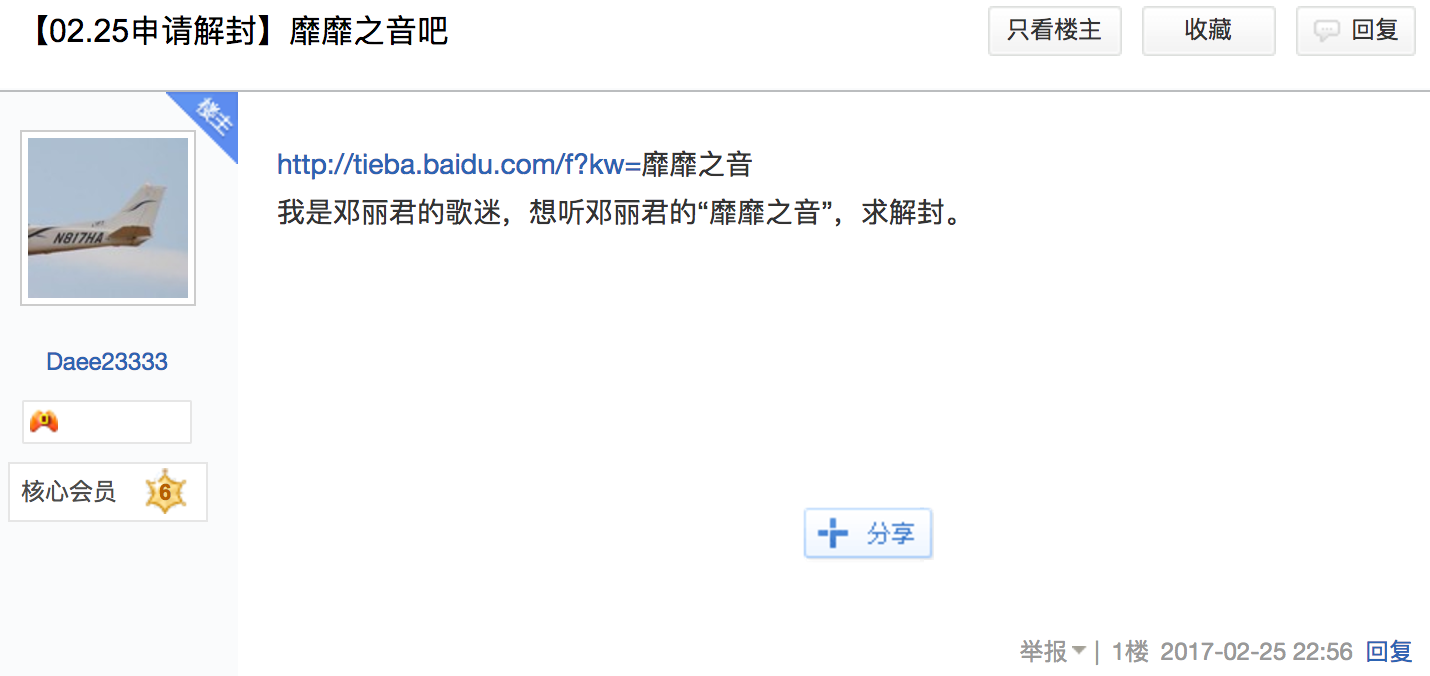 【02.25申请解封】靡靡之音吧
只看楼主
收藏
回复
楼主
N817HA
http://tieba.baidu.com/f?kw=靡靡之音
我是邓丽君的歌迷，想听邓丽君的“靡靡之音”，求解封。
Daee23333
核心会员 6
分享
举报 | 1楼 2017-02-25 22:56 回复